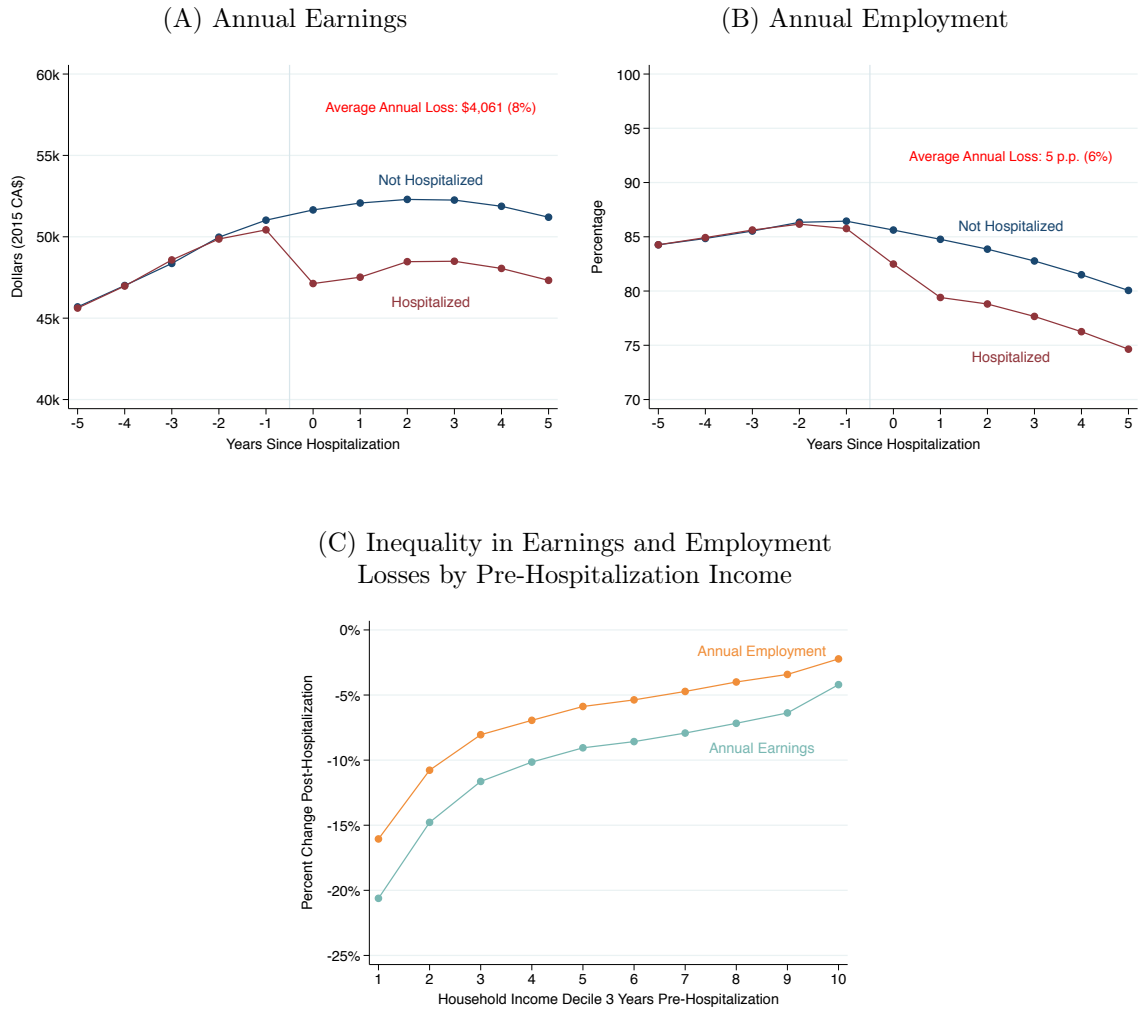 (A) Annual Earnings
60k
55k
50k
45k
40k
Dollars (2015 CA$)
Average Annual Loss: $4,061 (8%)
Not Hospitalized
Hospitalized
-5 -4 -3 -2 -1 0 1 2 3 4 5
Years Since Hospitalization
(B) Annual Employment
100
95
90
85
80
75
70
Percentage
Average Annual Loss: 5 p.p. (6%)
Not Hospitalized
Hospitalized
-5 -4 -3 -2 -1 0 1 2 3 4 5
Years Since Hospitalization
(C) Inequality in Earnings and Employment
Losses by Pre-Hospitalization Income
0%
-5%
-10%
-15%
-20%
-25%
Percent Change Post-Hospitalization
Annual Employment
Annual Earnings
1 2 3 4 5 6 7 8 9 10
Household Income Decile 3 Years Pre-Hospitalization